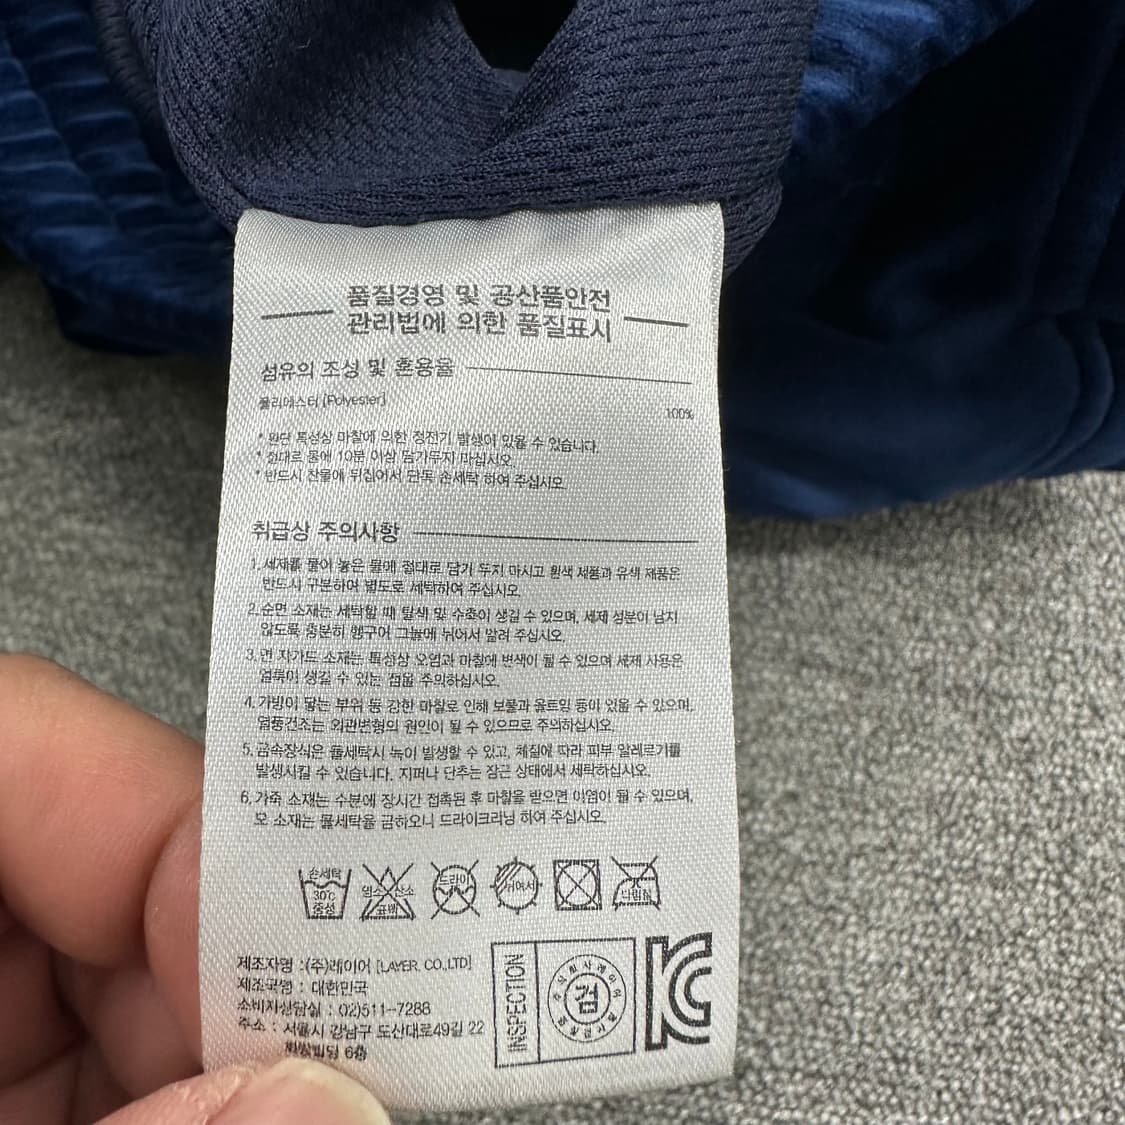 품질경영 및 공산품안전
관리법에 의한 품질표시
섬유의 조성 및 혼용율
폴리에스터 [Polyester]
100%
* 원단 특성상 마찰에 의한 정전기 발생이 있을 수 있습니다.
* 절대로 물에 10분 이상 담가두지 마십시오.
* 반드시 찬물에 뒤집어서 단독 손세탁 하여 주십시오.
취급상 주의사항
1. 세제를 풀어 놓은 물에 절대로 담가 두지 마시고 흰색 제품과 유색 제품은
반드시 구분하여 별도로 세탁하여 주십시오.
2. 순면 소재는 세탁할 때 탈색 및 수축이 생길 수 있으며, 세제 성분이 남지
않도록 충분히 헹구어 그늘에 뉘어서 말려 주십시오.
3. 면 자가드 소재는 특성상 오염과 마찰에 변색이 될 수 있으며 세제 사용은
얼룩이 생길 수 있는 점을 주의하십시오.
4. 가방이 닿는 부위 등 강한 마찰로 인해 보풀과 올트임 등이 있을 수 있으며,
열풍건조는 외관변형의 원인이 될 수 있으므로 주의하십시오.
5. 금속장식은 물세탁시 녹이 발생할 수 있고, 체질에 따라 피부 알레르기를
발생시킬 수 있습니다. 지퍼나 단추는 잠근 상태에서 세탁하십시오.
6. 가죽 소재는 수분에 장시간 접촉된 후 마찰을 받으면 이염이 될 수 있으며,
모 소재는 물세탁을 금하오니 드라이크리닝 하여 주십시오.
손세탁
30℃
중성
염소 산소
표백
드라이
뉘여서
다림질
제조자명 : (주)레이어 [LAYER. CO.,LTD]
제조국명 : 대한민국
소비자상담실 : 02)511-7288
주소 : 서울시 강남구 도산대로49길 22
빌딩 6층
INSPECTION
검
주식회사레이어
KC